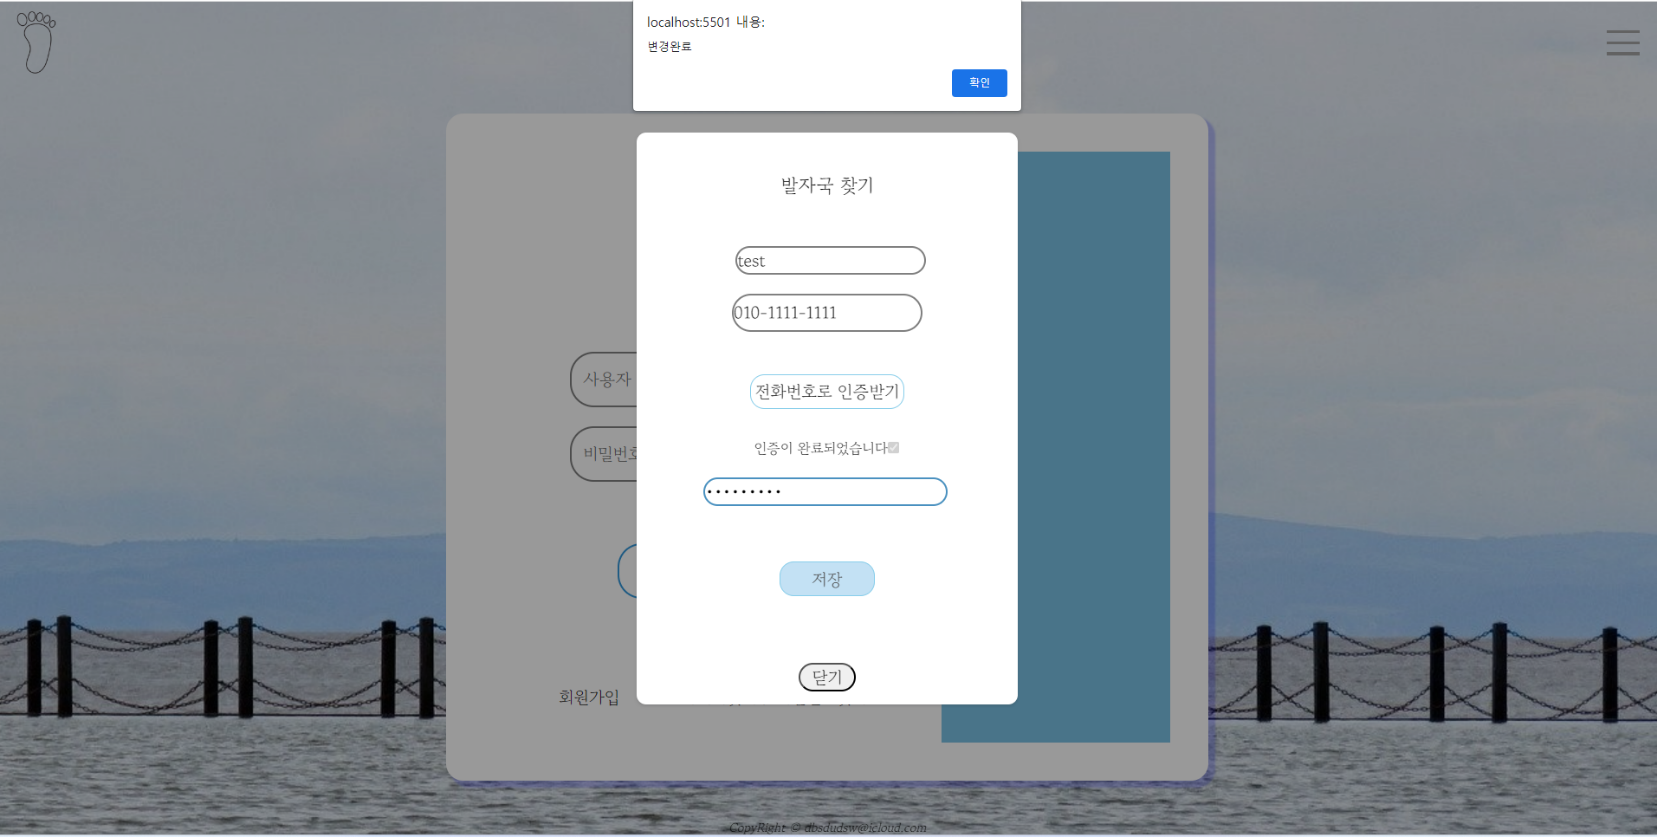 localhost:5501 내용:
변경완료
확인
발자국 찾기
test
010-1111-1111
사용자
전화번호로 인증받기
비밀번호
인증이 완료되었습니다
저장
닫기
회원가입
CopyRight © dbsdudsw@icloud.com